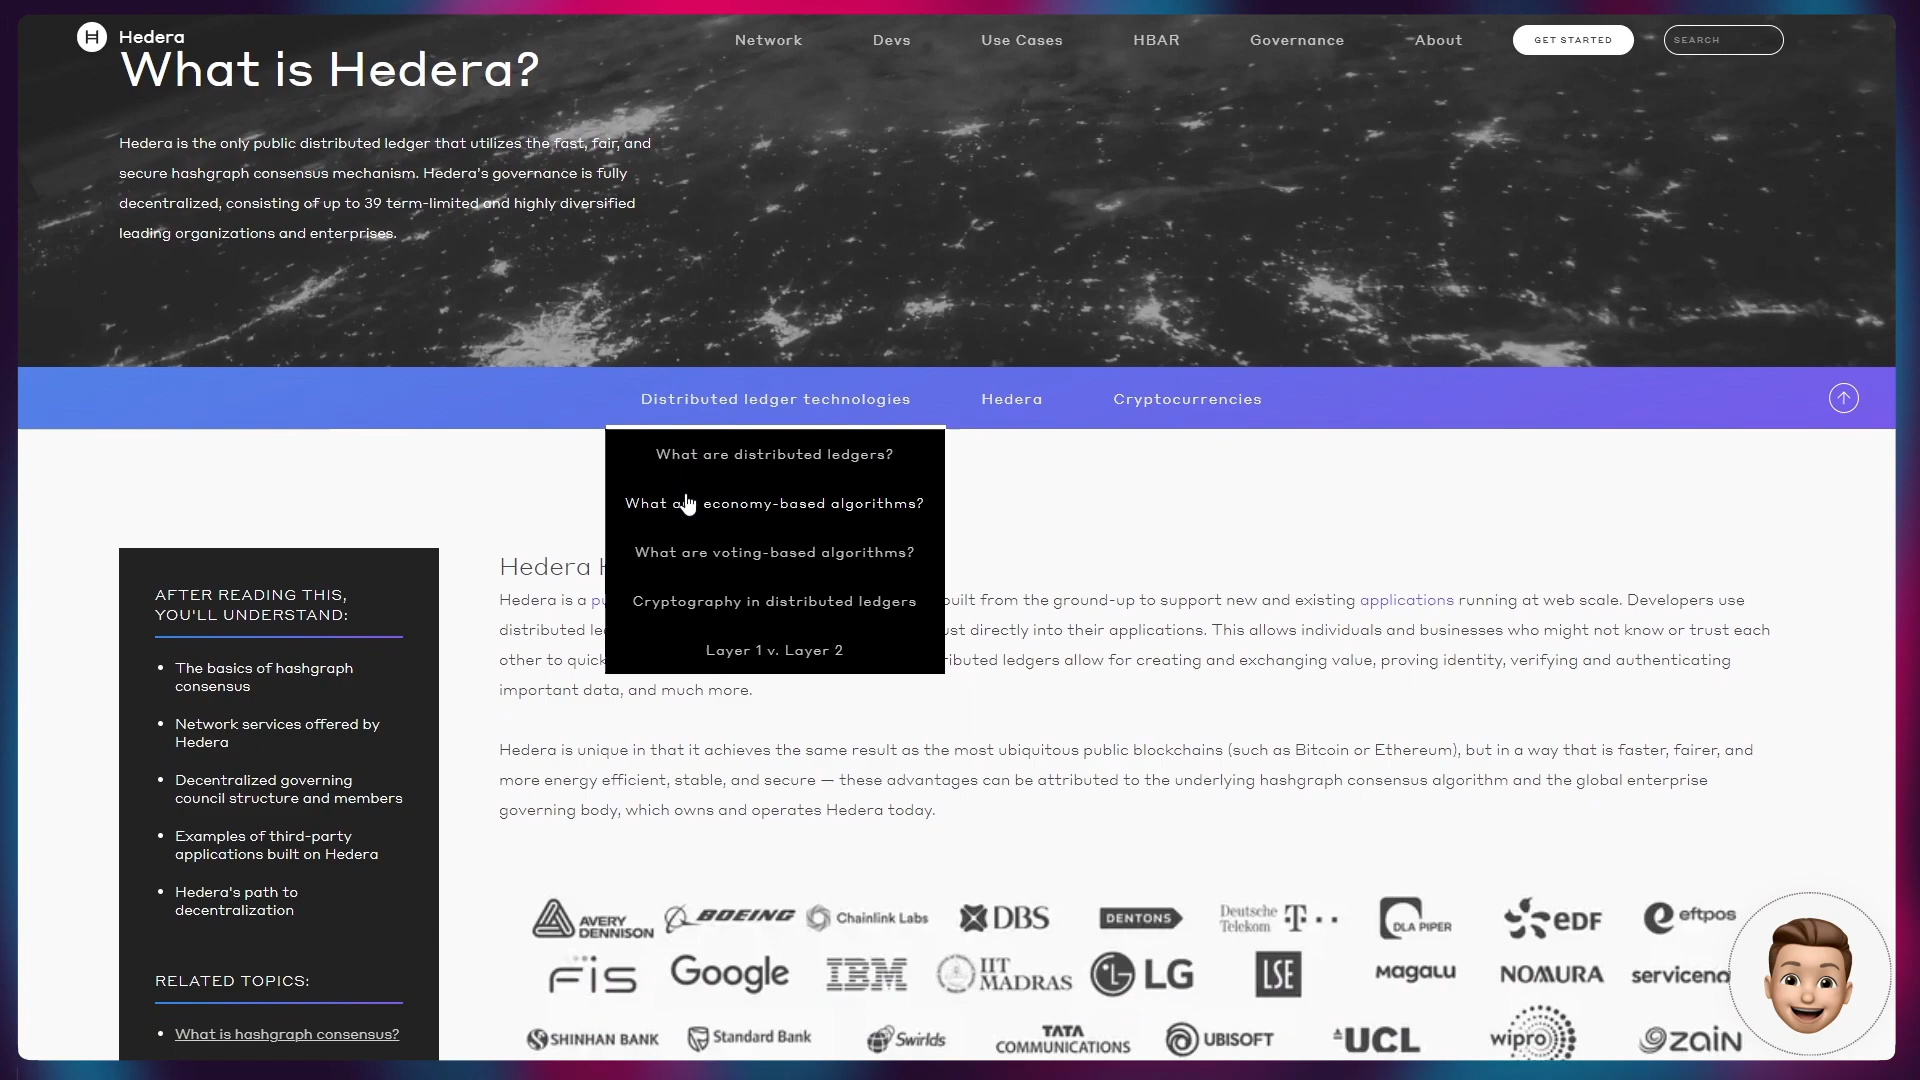 Hedera
Network
Devs
Use Cases
HBAR
Governance
About
GET STARTED
SEARCH
What is Hedera?
Hedera is the only public distributed ledger that utilizes the fast, fair, and
secure hashgraph consensus mechanism. Hedera's governance is fully
decentralized, consisting of up to 39 term-limited and highly diversified
leading organizations and enterprises.
Distributed ledger technologies
Hedera
Cryptocurrencies
What are distributed ledgers?
What economy-based algorithms?
What are voting-based algorithms?
Cryptography in distributed ledgers
Layer 1 v. Layer 2
AFTER READING THIS,
YOU'LL UNDERSTAND:
• The basics of hashgraph
consensus
• Network services offered by
Hedera
• Decentralized governing
council structure and members
• Examples of third-party
applications built on Hedera
• Hedera's path to
decentralization
RELATED TOPICS:
• What is hashgraph consensus?
Hedera
Hedera is a built from the ground-up to support new and existing applications running at web scale. Developers use
distributed directly into their applications. This allows individuals and businesses who might not know or trust each
other to ledgers allow for creating and exchanging value, proving identity, verifying and authenticating
important data, and much more.
Hedera is unique in that it achieves the same result as the most ubiquitous public blockchains (such as Bitcoin or Ethereum), but in a way that is faster, fairer, and
more energy efficient, stable, and secure — these advantages can be attributed to the underlying hashgraph consensus algorithm and the global enterprise
governing body, which owns and operates Hedera today.
AVERY DENNISON BOEING Chainlink Labs DBS DENTONS Deutsche Telekom T DLA PIPER eDF eftpos
FIS Google IBM IIT MADRAS LG LSE MAGALU NOMURA
SHINHAN BANK Standard Bank Swirlds TATA COMMUNICATIONS UBISOFT UCL wipro zain